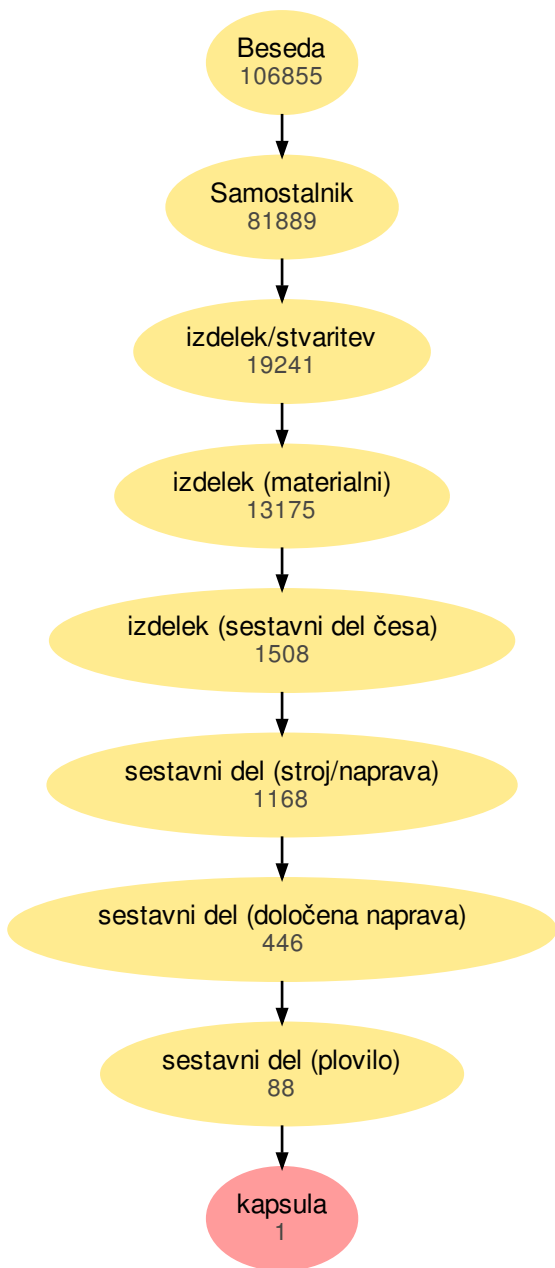 Beseda
106855
Samostalnik
81889
izdelek/stvaritev
19241
izdelek (materialni)
13175
izdelek (sestavni del česa)
1508
sestavni del (stroj/naprava)
1168
sestavni del (določena naprava)
446
sestavni del (plovilo)
88
kapsula
1